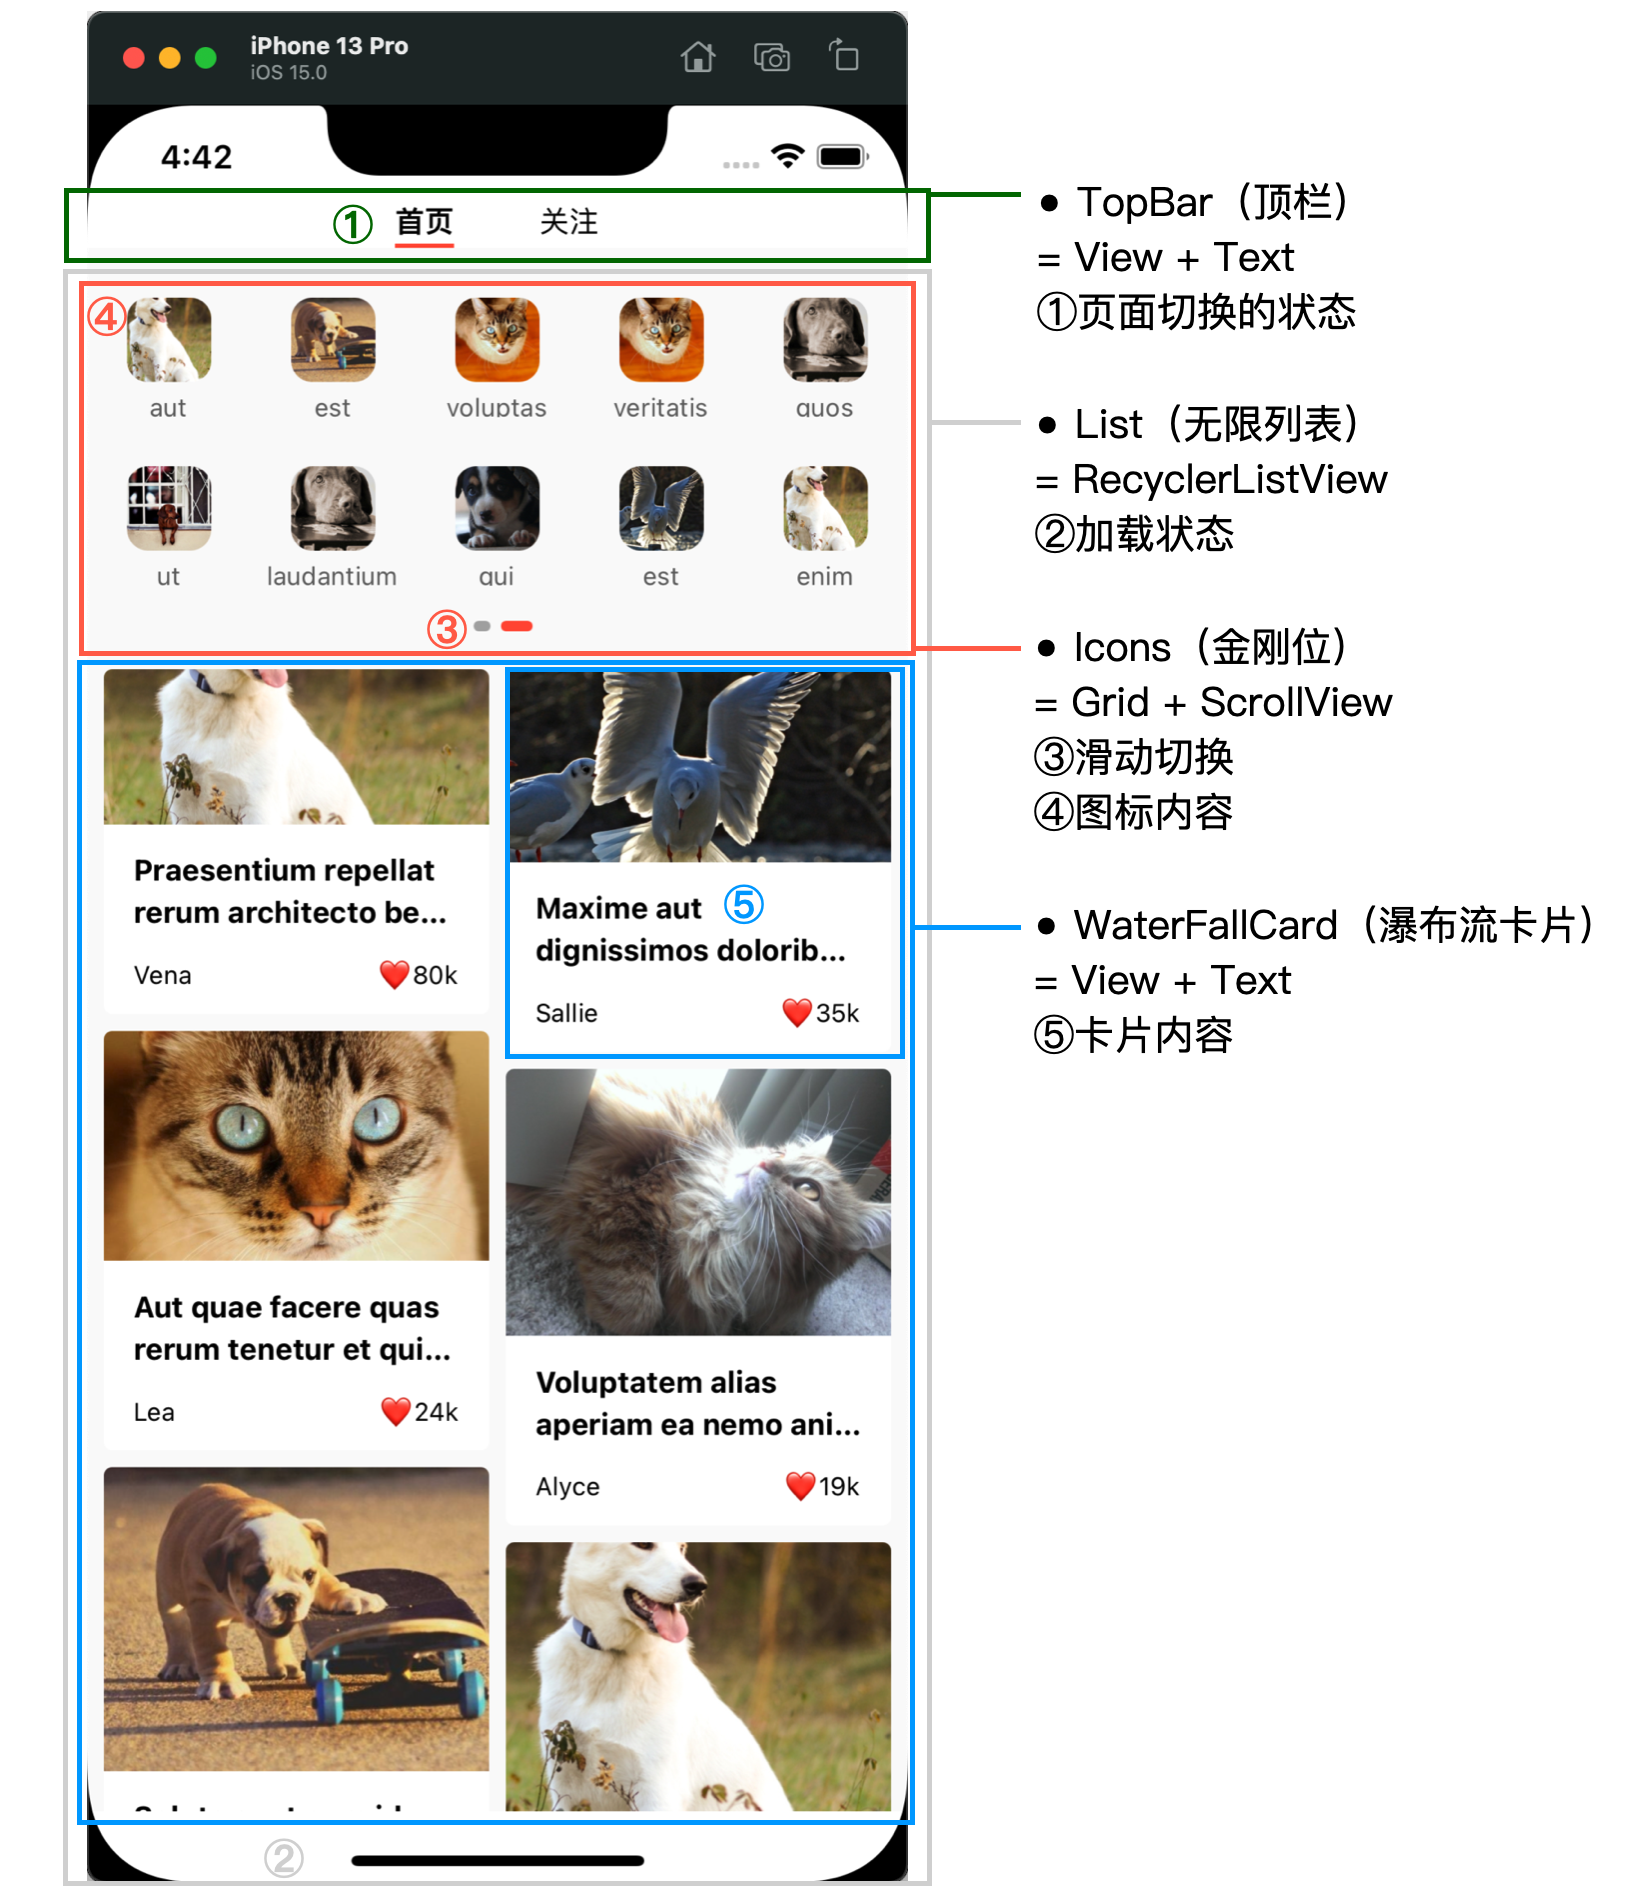 iPhone 13 Pro
iOS 15.0
4:42
① 首页 关注
④
aut est voluptas veritatis quos
ut laudantium qui est enim
③
Praesentium repellat
rerum architecto be...
Vena ❤️80k
Maxime aut ⑤
dignissimos dolorib...
Sallie ❤️35k
Aut quae facere quas
rerum tenetur et qui...
Lea ❤️24k
Voluptatem alias
aperiam ea nemo ani...
Alyce ❤️19k
②
• TopBar（顶栏）
= View + Text
①页面切换的状态
• List（无限列表）
= RecyclerListView
②加载状态
• Icons（金刚位）
= Grid + ScrollView
③滑动切换
④图标内容
• WaterFallCard（瀑布流卡片）
= View + Text
⑤卡片内容